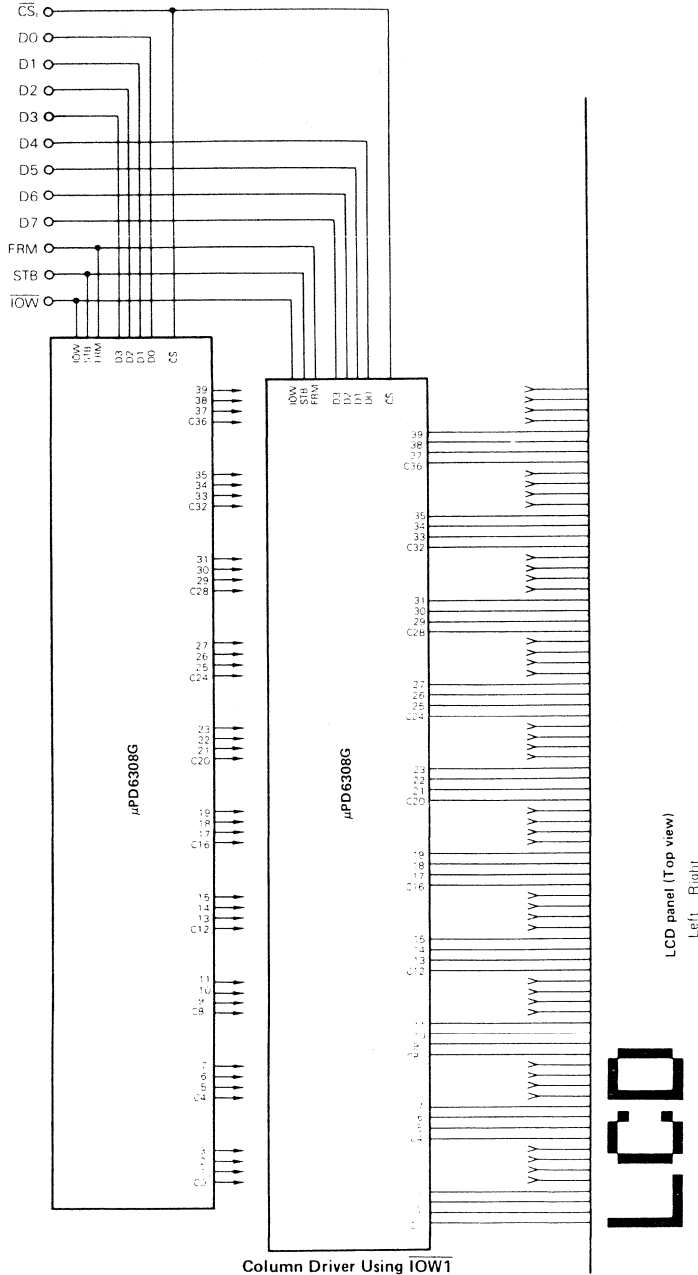 CS₁
D0
D1
D2
D3
D4
D5
D6
D7
FRM
STB
IOW
IOW STB FRM D3 D2 D1 D0 CS
39
38
37
C36
35
34
33
C32
31
30
29
C28
27
26
25
C24
23
22
21
C20
19
18
17
C16
15
14
13
C12
11
10
9
C8
7
6
5
C4
µPD6308G
IOW STB FRM D3 D2 D1 D0 CS
39
38
37
C36
35
34
33
C32
31
30
29
C28
27
26
25
C24
23
22
21
C20
19
18
17
C16
15
14
13
C12
µPD6308G
LCD panel (Top view)
Left Right
LCD
Column Driver Using IOW1